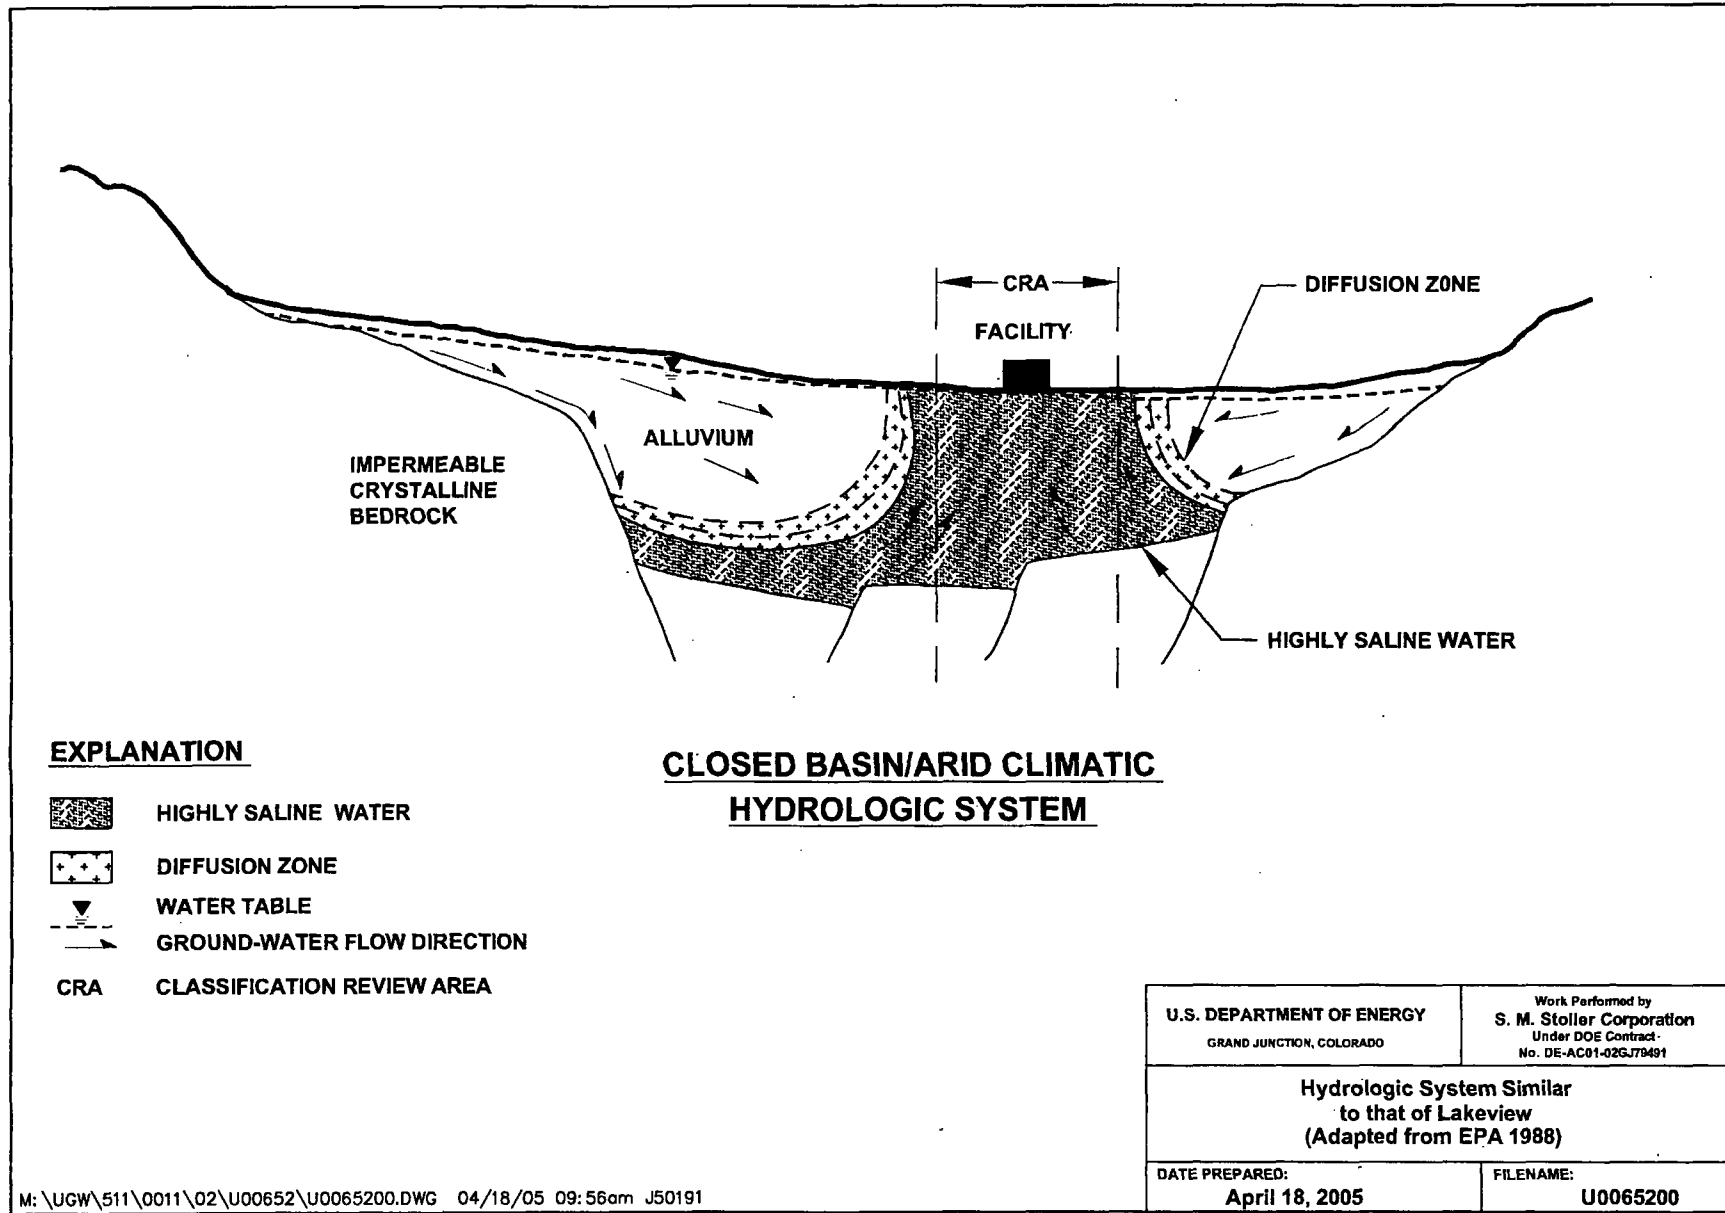 CRA
FACILITY
DIFFUSION ZONE
ALLUVIUM
IMPERMEABLE
CRYSTALLINE
BEDROCK
HIGHLY SALINE WATER
EXPLANATION
HIGHLY SALINE WATER
DIFFUSION ZONE
WATER TABLE
GROUND-WATER FLOW DIRECTION
CRA CLASSIFICATION REVIEW AREA
CLOSED BASIN/ARID CLIMATIC
HYDROLOGIC SYSTEM
U.S. DEPARTMENT OF ENERGY
GRAND JUNCTION, COLORADO
Work Performed by
S. M. Stoller Corporation
Under DOE Contract
No. DE-AC01-02GJ79491
Hydrologic System Similar
to that of Lakeview
(Adapted from EPA 1988)
DATE PREPARED:
April 18, 2005
FILENAME:
U0065200
M:\UGW\511\0011\02\U00652\U0065200.DWG 04/18/05 09:56am J50191